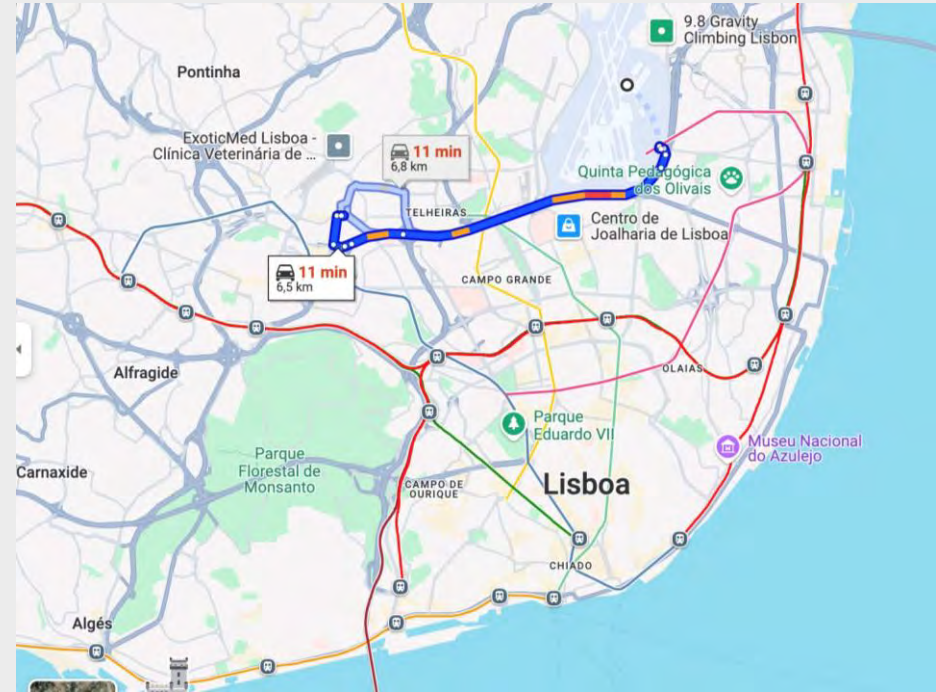 9.8 Gravity
Climbing Lisbon
Pontinha
ExoticMed Lisboa -
Clínica Veterinária de ...
11 min
6,8 km
Quinta Pedagógica
dos Olivais
TELHEIRAS
Centro de
Joalharia de Lisboa
11 min
6,5 km
CAMPO GRANDE
Alfragide
OLAIAS
Parque
Eduardo VII
Museu Nacional
do Azulejo
Parque
Florestal de
Monsanto
Carnaxide
CAMPO DE
OURIQUE
Lisboa
CHIADO
Algés